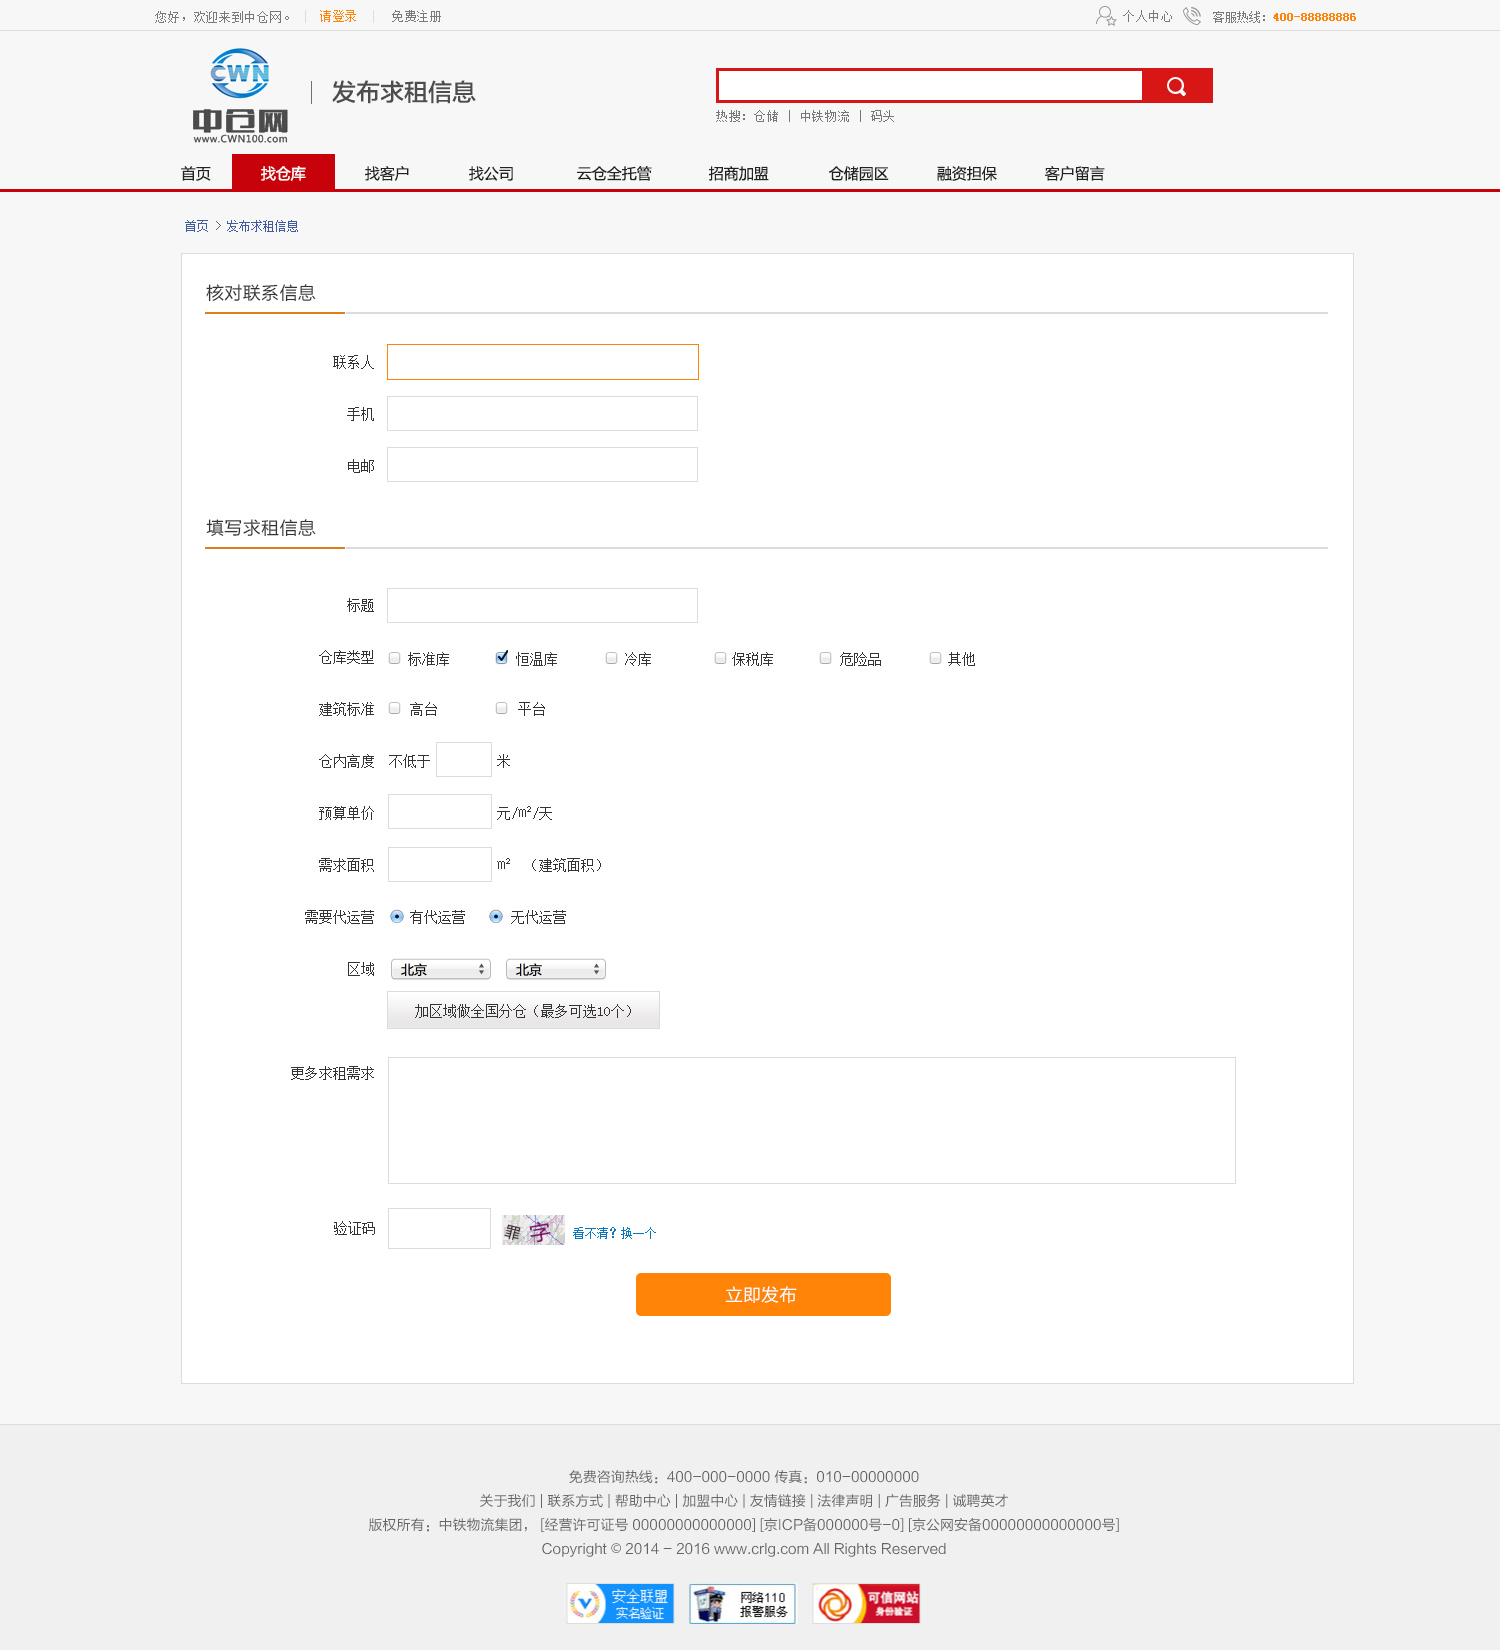 您好，欢迎来到中仓网。 | 请登录 | 免费注册
个人中心 客服热线：400-88888886
CWN
中仓网
www.CWN100.com
发布求租信息
热搜：仓储 | 中铁物流 | 码头
首页 找仓库 找客户 找公司 云仓全托管 招商加盟 仓储园区 融资担保 客户留言
首页 > 发布求租信息
核对联系信息
联系人
手机
电邮
填写求租信息
标题
仓库类型 标准库 恒温库 冷库 保税库 危险品 其他
建筑标准 高台 平台
仓内高度 不低于 米
预算单价 元/m²/天
需求面积 m² （建筑面积）
需要代运营 有代运营 无代运营
区域 北京 北京
加区域做全国分仓（最多可选10个）
更多求租需求
验证码 罪字 看不清？换一个
立即发布
免费咨询热线：400-000-0000 传真：010-00000000
关于我们 | 联系方式 | 帮助中心 | 加盟中心 | 友情链接 | 法律声明 | 广告服务 | 诚聘英才
版权所有：中铁物流集团， [经营许可证号 00000000000000] [京ICP备000000号-0] [京公网安备00000000000000号]
Copyright © 2014 - 2016 www.crlg.com All Rights Reserved
安全联盟
实名验证
网络110
报警服务
可信网站
身份验证